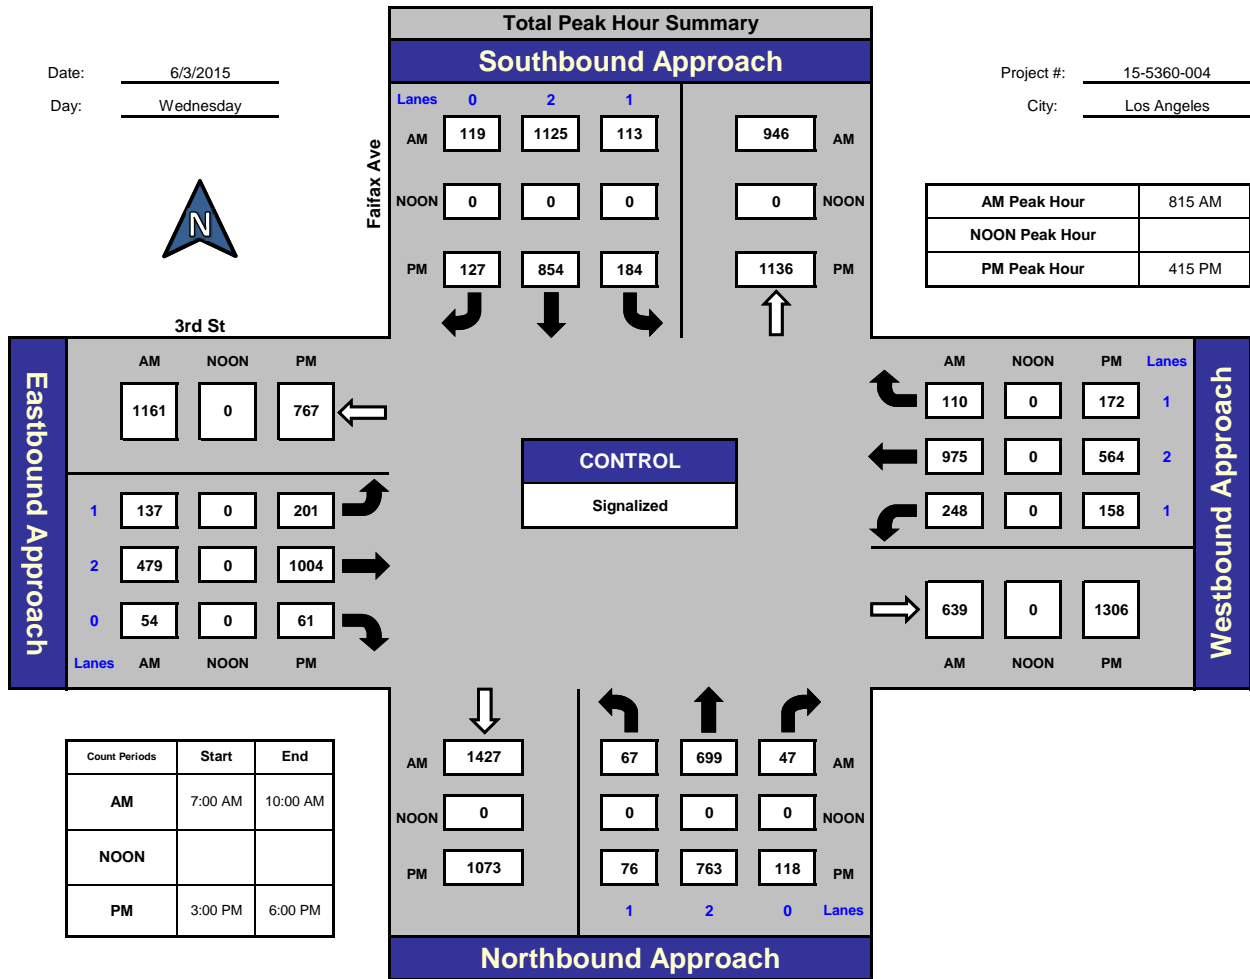 Total Peak Hour Summary
Southbound Approach
Date: 6/3/2015
Day: Wednesday
Project #: 15-5360-004
City: Los Angeles
N
Faifax Ave
Lanes 0 2 1
AM 119 1125 113 946 AM
NOON 0 0 0 0 NOON
PM 127 854 184 1136 PM
AM Peak Hour 815 AM
NOON Peak Hour
PM Peak Hour 415 PM
3rd St
Eastbound Approach
AM NOON PM
1161 0 767
1 137 0 201
2 479 0 1004
0 54 0 61
Lanes AM NOON PM
CONTROL
Signalized
AM NOON PM Lanes
110 0 172 1
975 0 564 2
248 0 158 1
639 0 1306
AM NOON PM
Westbound Approach
Count Periods Start End
AM 7:00 AM 10:00 AM
NOON
PM 3:00 PM 6:00 PM
AM 1427 67 699 47 AM
NOON 0 0 0 0 NOON
PM 1073 76 763 118 PM
1 2 0 Lanes
Northbound Approach